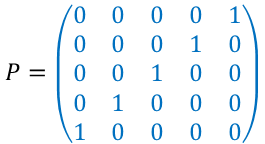 0 0 0 0 1
0 0 0 1 0
P = 0 0 1 0 0
0 1 0 0 0
1 0 0 0 0